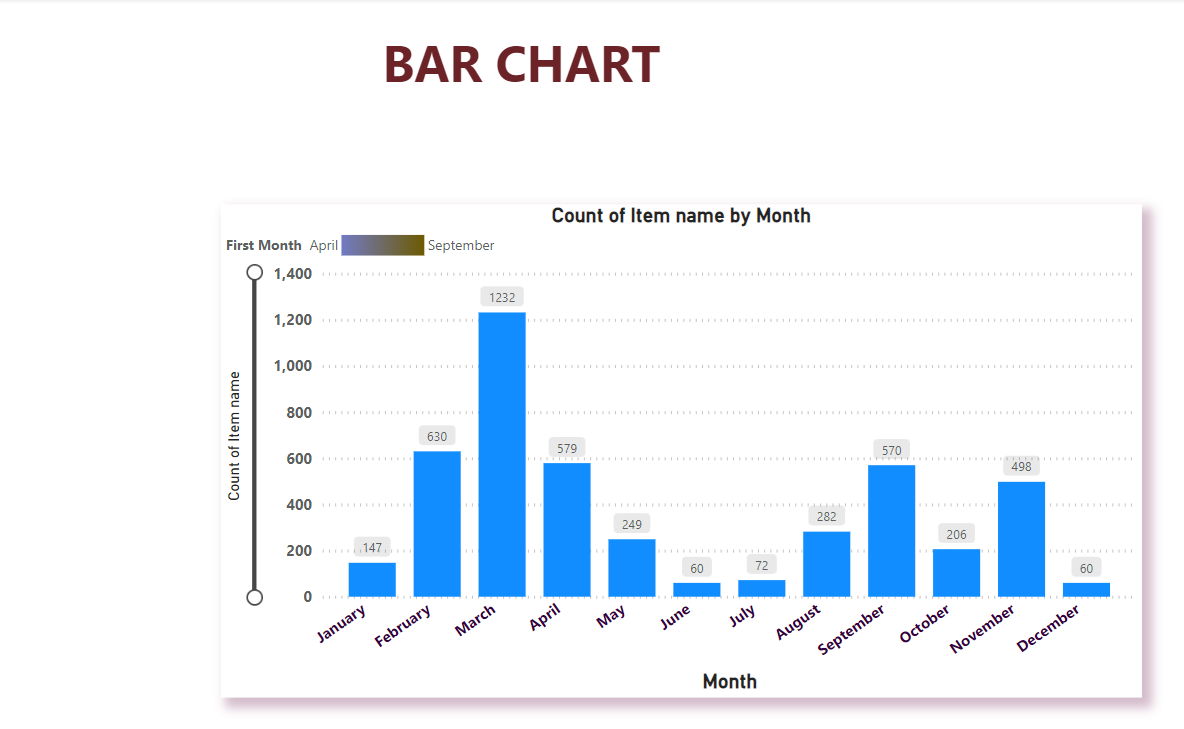 BAR CHART
Count of Item name by Month
First Month April September
Count of Item name
1,400
1,200
1,000
800
600
400
200
0
147
630
1232
579
249
60
72
282
570
206
498
60
January
February
March
April
May
June
July
August
September
October
November
December
Month